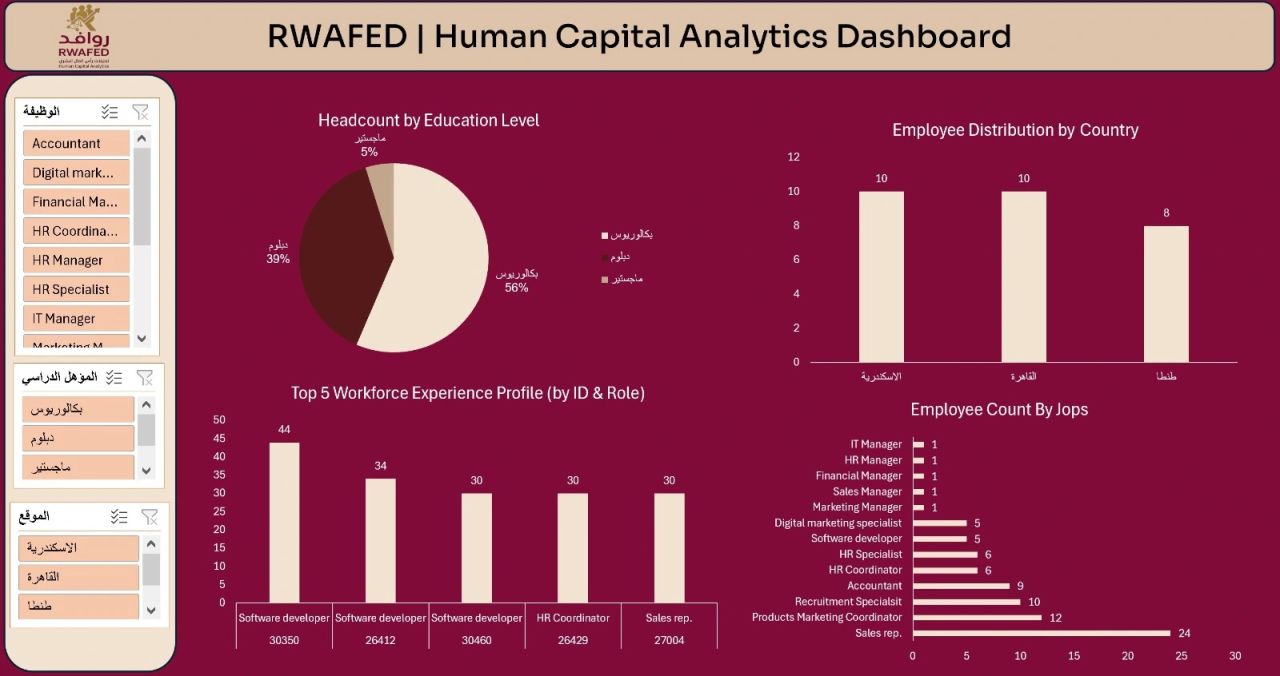 روافد
RWAFED
Human Capital Analytics
RWAFED | Human Capital Analytics Dashboard
الوظيفة
Accountant
Digital mark...
Financial Ma...
HR Coordina...
HR Manager
HR Specialist
IT Manager
Marketing M
المؤهل الدراسي
بكالوريوس
دبلوم
ماجستير
الموقع
الاسكندرية
القاهرة
طنطا
Headcount by Education Level
ماجستير
5%
دبلوم
39%
بكالوريوس
56%
بكالوريوس
دبلوم
ماجستير
Employee Distribution by Country
12
10
8
6
4
2
0
10
10
8
الاسكندرية
القاهرة
طنطا
Top 5 Workforce Experience Profile (by ID & Role)
50
45
40
35
30
25
20
15
10
5
0
44
34
30
30
30
Software developer
Software developer
Software developer
HR Coordinator
Sales rep.
30350
26412
30460
26429
27004
Employee Count By Jops
IT Manager 1
HR Manager 1
Financial Manager 1
Sales Manager 1
Marketing Manager 1
Digital marketing specialist 5
Software developer 5
HR Specialist 6
HR Coordinator 6
Accountant 9
Recruitment Specialsit 10
Products Marketing Coordinator 12
Sales rep. 24
0 5 10 15 20 25 30